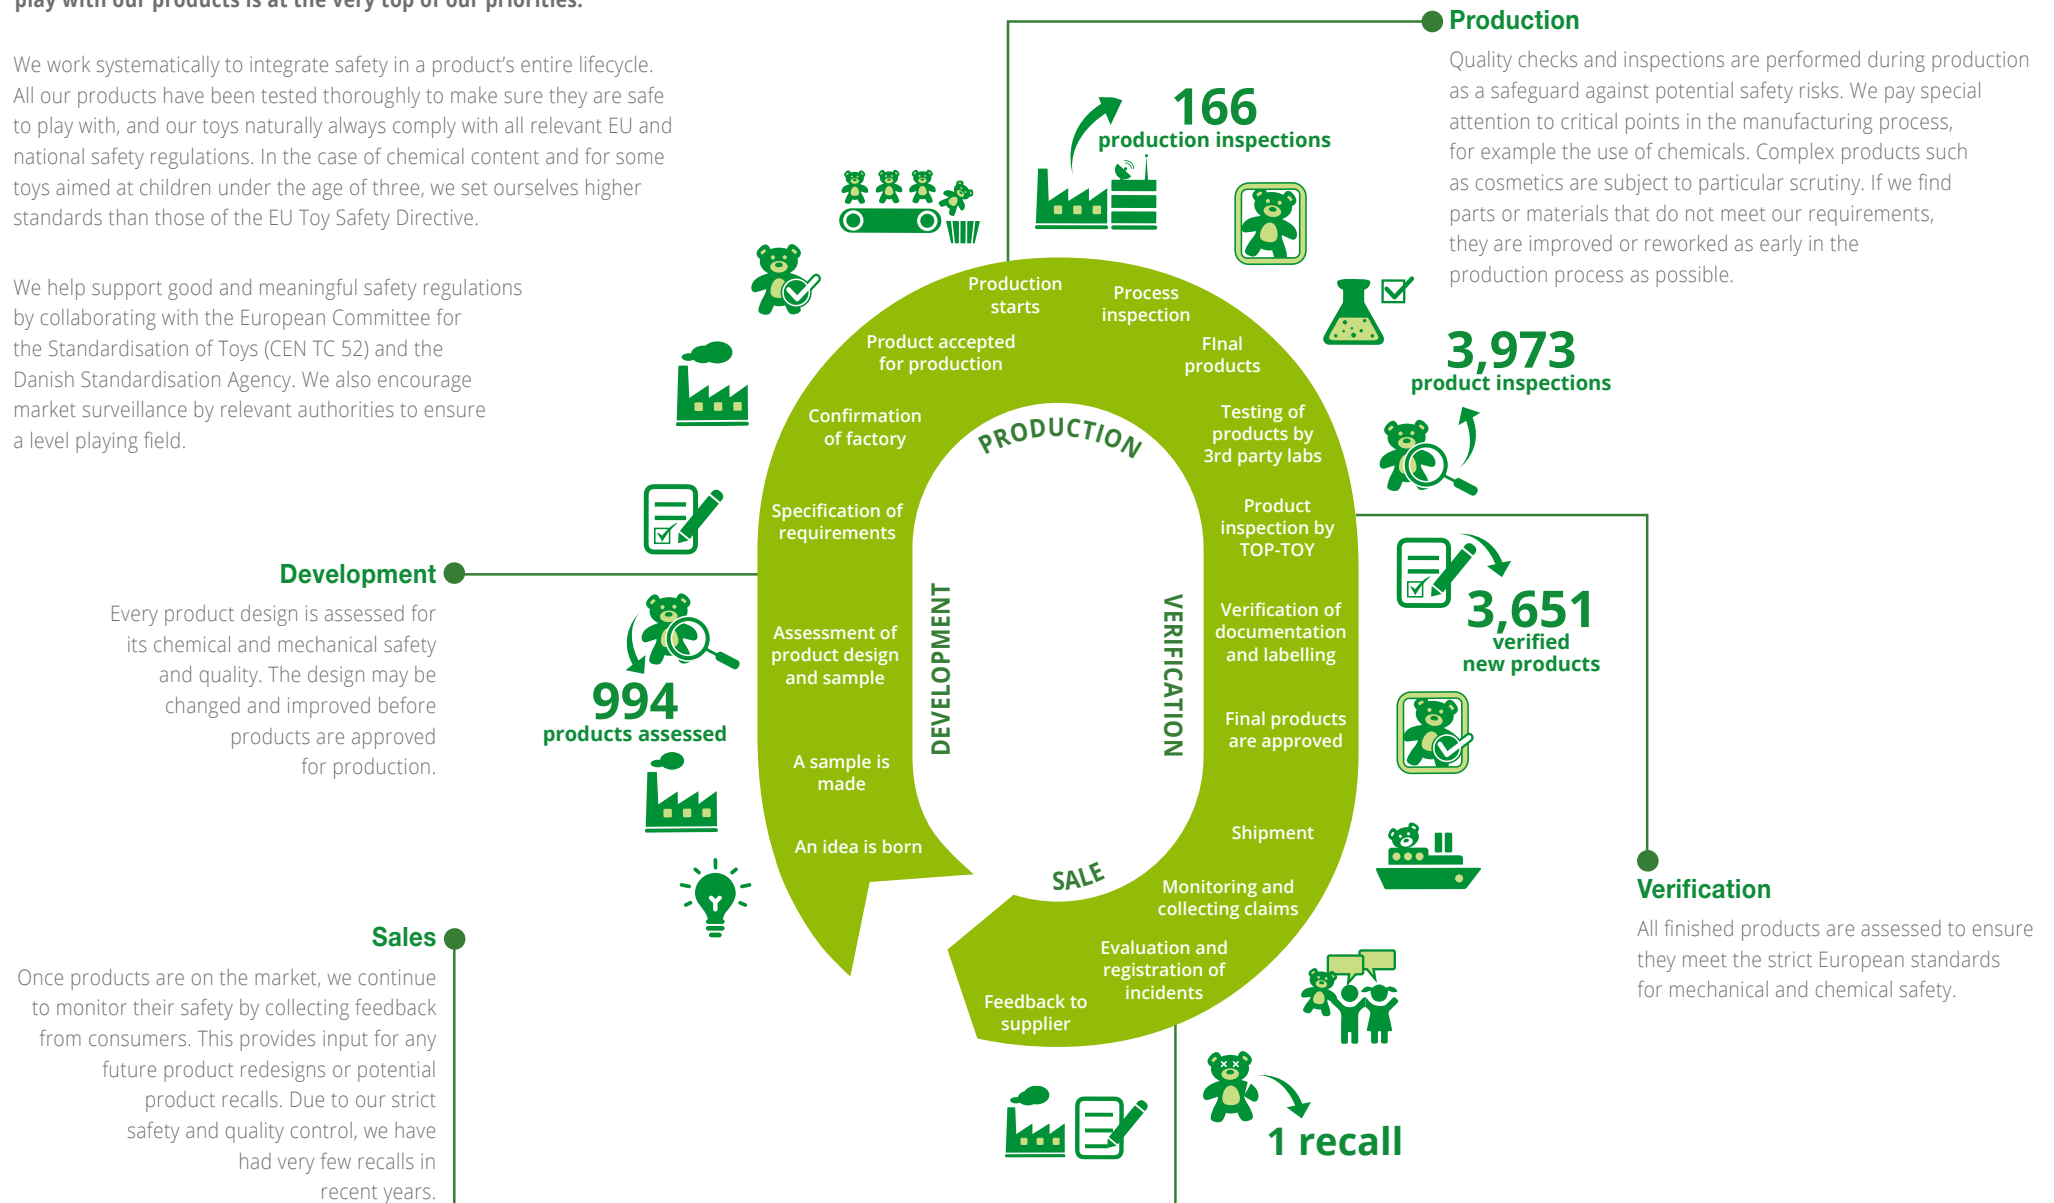 play with our products is at the very top of our priorities.
We work systematically to integrate safety in a product's entire lifecycle.
All our products have been tested thoroughly to make sure they are safe
to play with, and our toys naturally always comply with all relevant EU and
national safety regulations. In the case of chemical content and for some
toys aimed at children under the age of three, we set ourselves higher
standards than those of the EU Toy Safety Directive.
We help support good and meaningful safety regulations
by collaborating with the European Committee for
the Standardisation of Toys (CEN TC 52) and the
Danish Standardisation Agency. We also encourage
market surveillance by relevant authorities to ensure
a level playing field.
Development
Every product design is assessed for
its chemical and mechanical safety
and quality. The design may be
changed and improved before
products are approved
for production.
Sales
Once products are on the market, we continue
to monitor their safety by collecting feedback
from consumers. This provides input for any
future product redesigns or potential
product recalls. Due to our strict
safety and quality control, we have
had very few recalls in
recent years.
Production
Quality checks and inspections are performed during production
as a safeguard against potential safety risks. We pay special
attention to critical points in the manufacturing process,
for example the use of chemicals. Complex products such
as cosmetics are subject to particular scrutiny. If we find
parts or materials that do not meet our requirements,
they are improved or reworked as early in the
production process as possible.
Verification
All finished products are assessed to ensure
they meet the strict European standards
for mechanical and chemical safety.
DEVELOPMENT
PRODUCTION
VERIFICATION
SALE
An idea is born
A sample is
made
Assessment of
product design
and sample
994
products assessed
Specification of
requirements
Confirmation
of factory
Product accepted
for production
Production
starts
Process
inspection
166
production inspections
FInal
products
Testing of
products by
3rd party labs
Product
inspection by
TOP-TOY
3,973
product inspections
Verification of
documentation
and labelling
3,651
verified
new products
Final products
are approved
Shipment
Monitoring and
collecting claims
Evaluation and
registration of
incidents
1 recall
Feedback to
supplier